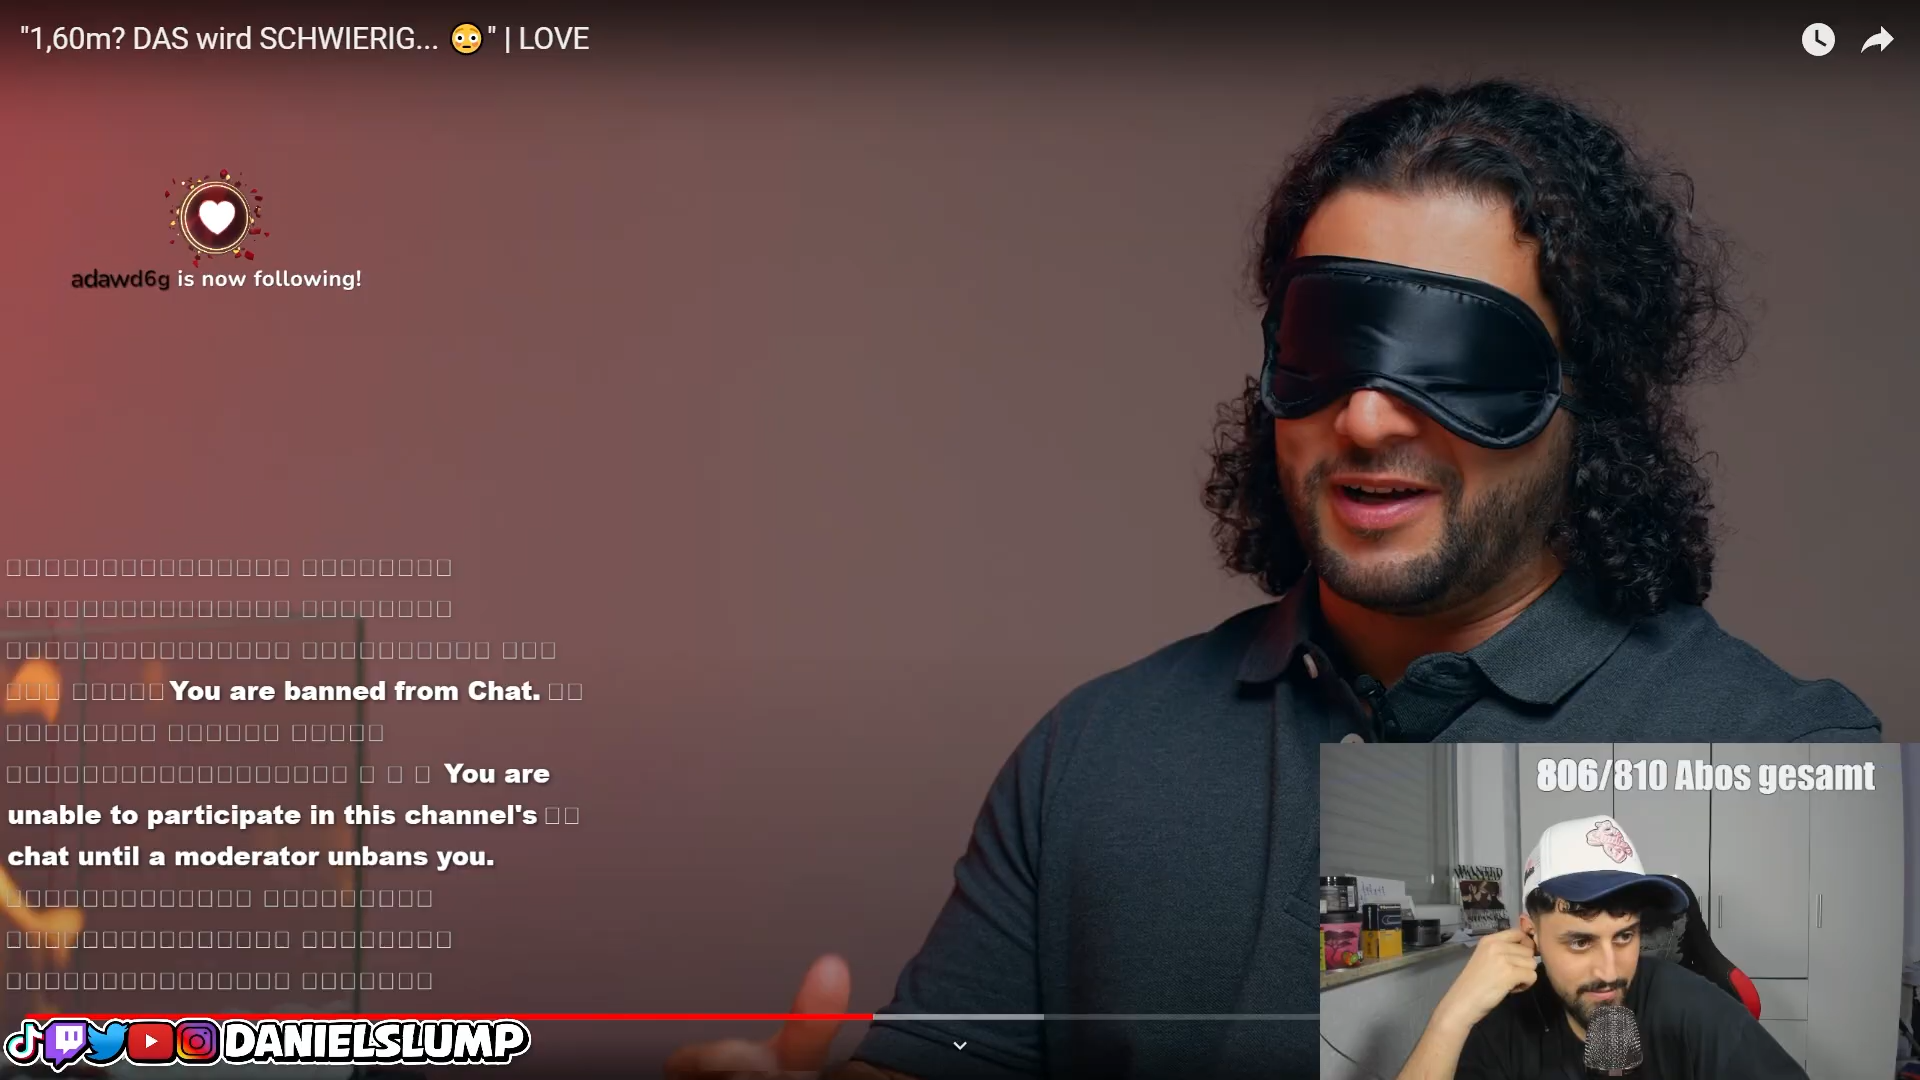 "1,60m? DAS wird SCHWIERIG... 😳" | LOVE
adawd6g is now following!
You are banned from Chat.
You are
unable to participate in this channel's
chat until a moderator unbans you.
806/810 Abos gesamt
WANTED
DANIELSLUMP